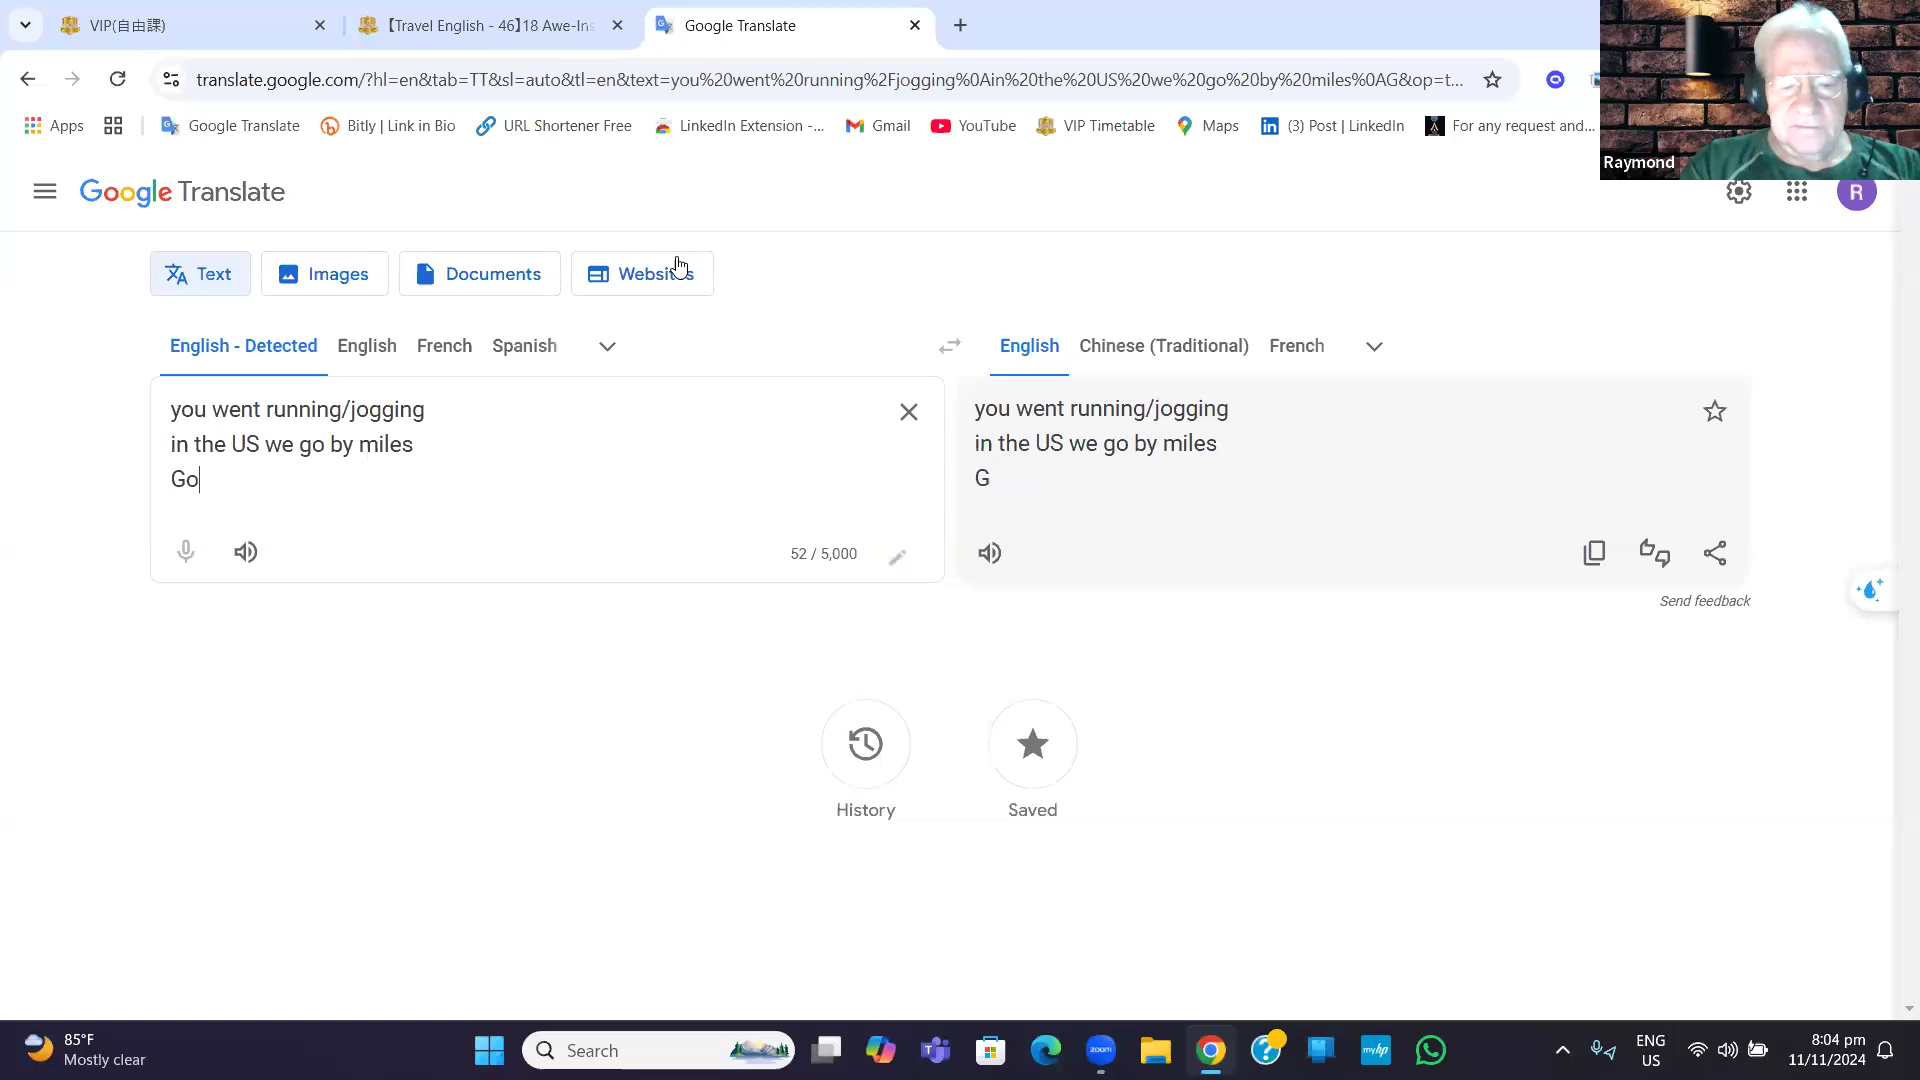 VIP(自由課)
【Travel English - 46】18 Awe-Ins
Google Translate
translate.google.com/?hl=en&tab=TT&sl=auto&tl=en&text=you%20went%20running%2Fjogging%0Ain%20the%20US%20we%20go%20by%20miles%0AG&op=t...
Apps
Google Translate
Bitly | Link in Bio
URL Shortener Free
LinkedIn Extension -...
Gmail
YouTube
VIP Timetable
Maps
(3) Post | LinkedIn
For any request and...
Raymond
Google Translate
R
Text
Images
Documents
Websites
English - Detected
English
French
Spanish
English
Chinese (Traditional)
French
you went running/jogging
in the US we go by miles
Go
52 / 5,000
you went running/jogging
in the US we go by miles
G
Send feedback
History
Saved
85°F
Mostly clear
Search
zoom
myhp
ENG
US
8:04 pm
11/11/2024